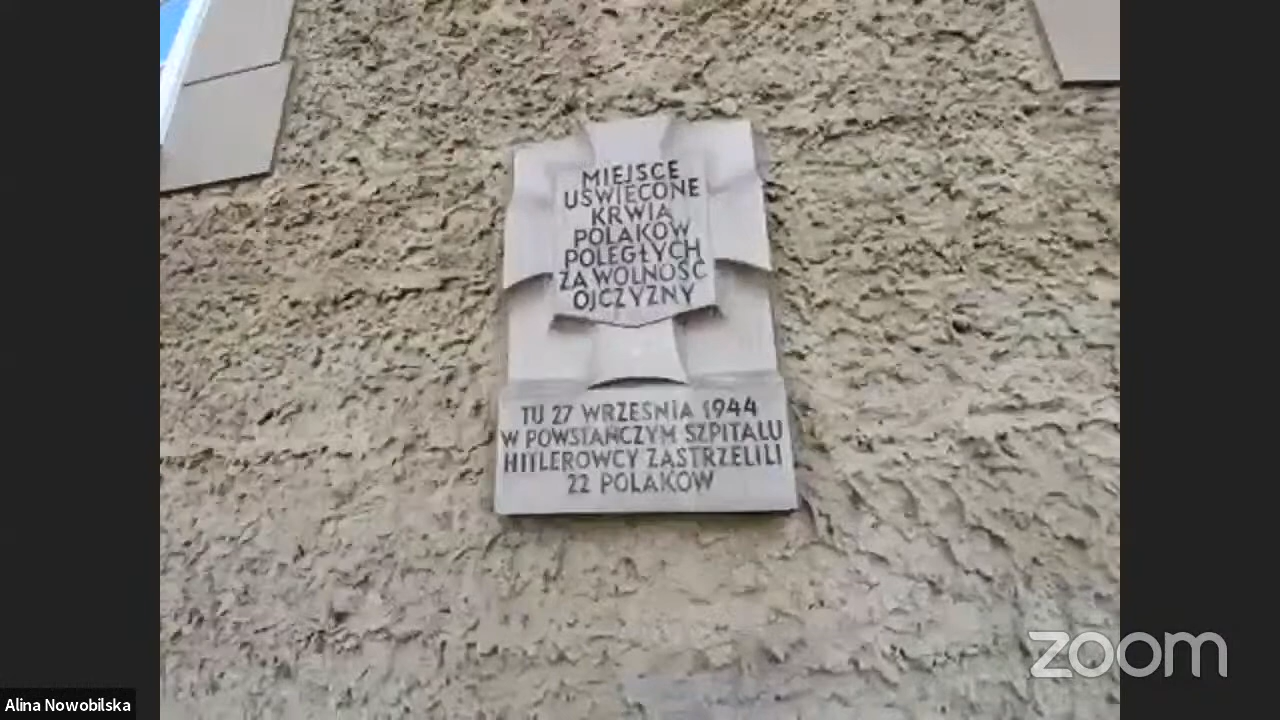 MIEJSCE
UŚWIĘCONE
KRWIĄ
POLAKÓW
POLEGŁYCH
ZA WOLNOŚĆ
OJCZYZNY
TU 27 WRZEŚNIA 1944
W POWSTAŃCZYM SZPITALU
HITLEROWCY ZASTRZELILI
22 POLAKÓW
zoom
Alina Nowobilska